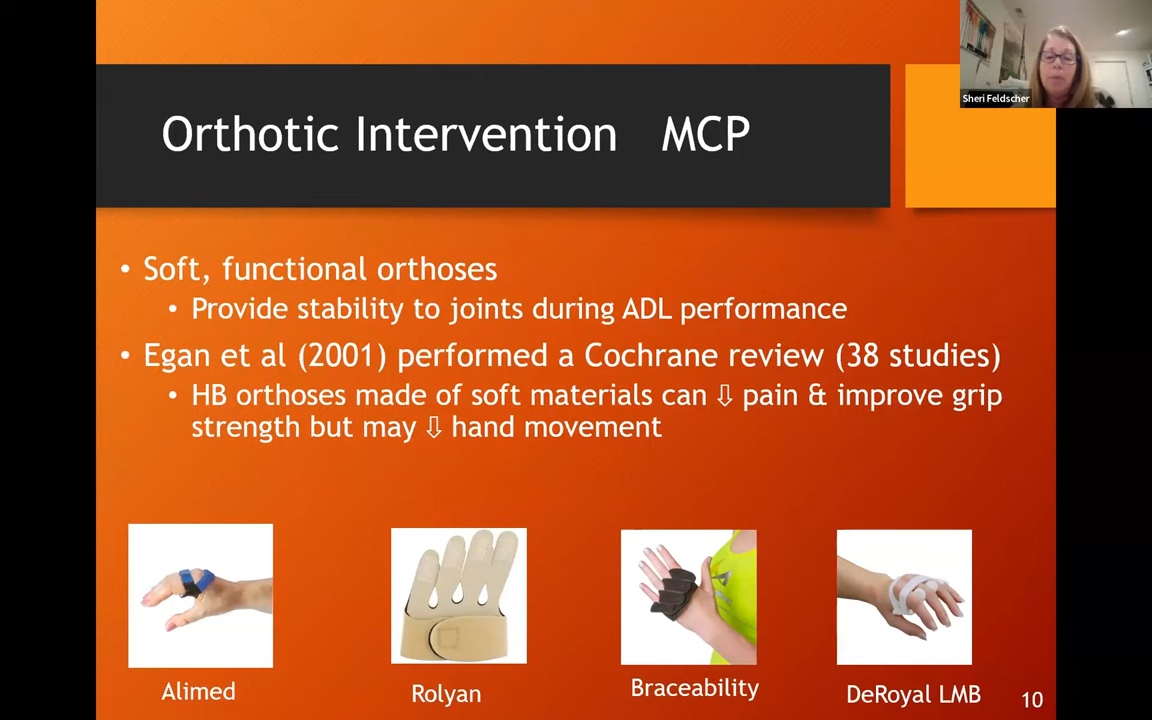 Sheri Feldscher
Orthotic Intervention MCP
• Soft, functional orthoses
• Provide stability to joints during ADL performance
• Egan et al (2001) performed a Cochrane review (38 studies)
• HB orthoses made of soft materials can ⇩ pain & improve grip
strength but may ⇩ hand movement
Alimed
Rolyan
Braceability
DeRoyal LMB
10